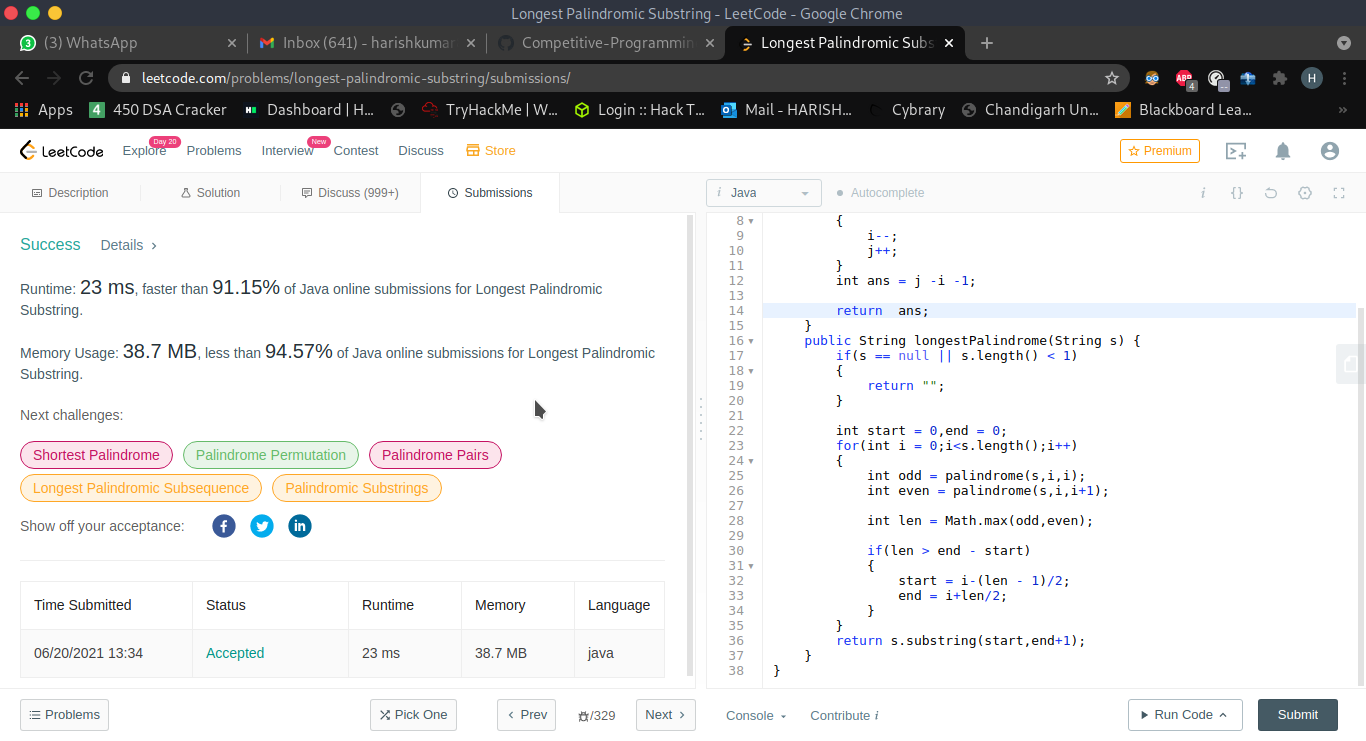 Longest Palindromic Substring - LeetCode - Google Chrome
3 (3) WhatsApp × Inbox (641) - harishkumar × Competitive-Programmin × Longest Palindromic Subs × +
leetcode.com/problems/longest-palindromic-substring/submissions/ ABP 4 H
Apps 4 450 DSA Cracker Dashboard | H... TryHackMe | W... Login :: Hack T... Mail - HARISH... Cybrary Chandigarh Un... Blackboard Lea... »
LeetCode Explore Day 20 Problems Interview New Contest Discuss Store Premium
Description Solution Discuss (999+) Submissions
i Java Autocomplete i {}
Success Details >
Runtime: 23 ms, faster than 91.15% of Java online submissions for Longest Palindromic
Substring.
Memory Usage: 38.7 MB, less than 94.57% of Java online submissions for Longest Palindromic
Substring.
Next challenges:
Shortest Palindrome Palindrome Permutation Palindrome Pairs
Longest Palindromic Subsequence Palindromic Substrings
Show off your acceptance: f in
Time Submitted Status Runtime Memory Language
06/20/2021 13:34 Accepted 23 ms 38.7 MB java
8 {
9 i--;
10 j++;
11 }
12 int ans = j -i -1;
13
14 return  ans;
15 }
16 public String longestPalindrome(String s) {
17 if(s == null || s.length() < 1)
18 {
19 return "";
20 }
21
22 int start = 0,end = 0;
23 for(int i = 0;i<s.length();i++)
24 {
25 int odd = palindrome(s,i,i);
26 int even = palindrome(s,i,i+1);
27
28 int len = Math.max(odd,even);
29
30 if(len > end - start)
31 {
32 start = i-(len - 1)/2;
33 end = i+len/2;
34 }
35 }
36 return s.substring(start,end+1);
37 }
38 }
Problems Pick One < Prev /329 Next > Console Contribute i Run Code Submit